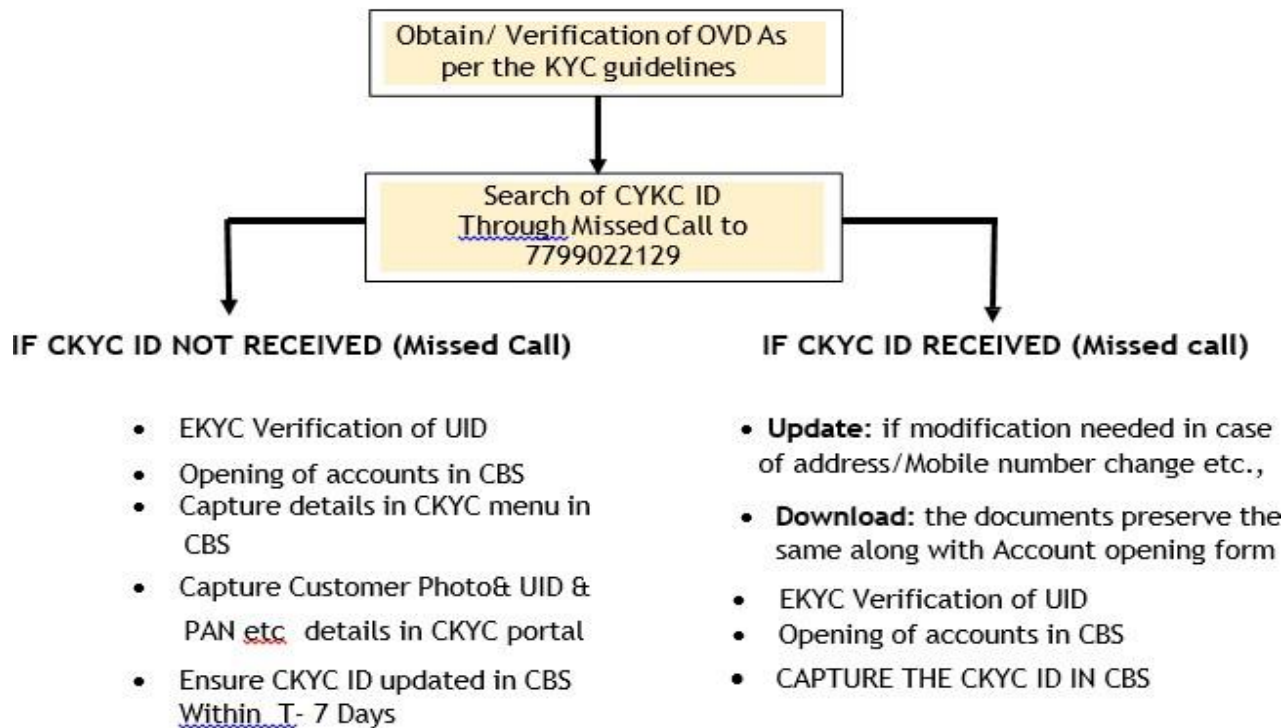 Obtain/ Verification of OVD As
per the KYC guidelines
Search of CYKC ID
Through Missed Call to
7799022129
IF CKYC ID NOT RECEIVED (Missed Call)
• EKYC Verification of UID
• Opening of accounts in CBS
• Capture details in CKYC menu in
CBS
• Capture Customer Photo& UID &
PAN etc details in CKYC portal
• Ensure CKYC ID updated in CBS
Within T- 7 Days
IF CKYC ID RECEIVED (Missed call)
• Update: if modification needed in case
of address/Mobile number change etc.,
• Download: the documents preserve the
same along with Account opening form
• EKYC Verification of UID
• Opening of accounts in CBS
• CAPTURE THE CKYC ID IN CBS